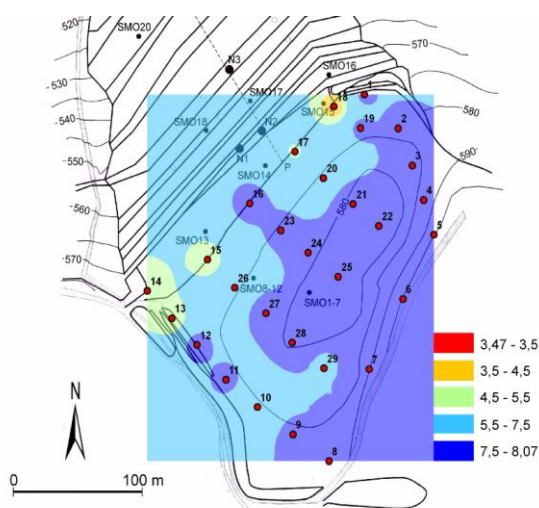 520
SMO20
530
540
550
560
570
N3
SMO16
SMO17
570
580
590
SMO15
18
1
SMO18
N2
19
2
N1
17
3
SMO14
P
20
4
16
21
580
5
23
22
SMO13
15
24
14
26
SMO8-12
25
6
SMO1-7
13
27
12
28
29
7
11
10
9
8
N
0
100 m
3,47 - 3,5
3,5 - 4,5
4,5 - 5,5
5,5 - 7,5
7,5 - 8,07